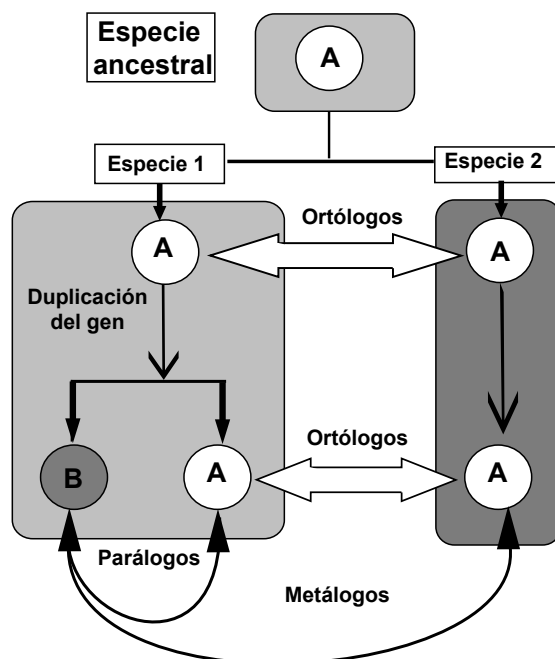 Especie
ancestral
A
Especie 1
Especie 2
A
Ortólogos
A
Duplicación
del gen
Ortólogos
B
A
A
Parálogos
Metálogos